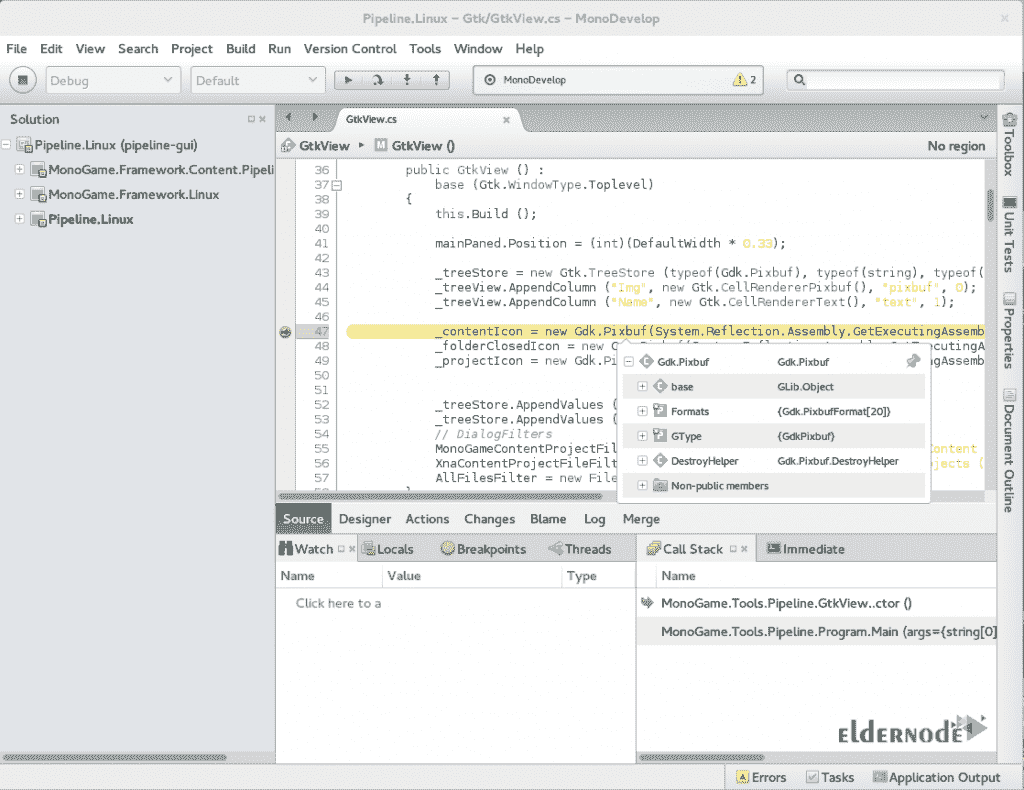 Pipeline.Linux – Gtk/GtkView.cs – MonoDevelop
File Edit View Search Project Build Run Version Control Tools Window Help
Debug Default MonoDevelop 2
Solution
Pipeline.Linux (pipeline-gui)
MonoGame.Framework.Content.Pipeli
MonoGame.Framework.Linux
Pipeline.Linux
GtkView.cs
GtkView GtkView () No region
36 public GtkView () :
37 base (Gtk.WindowType.Toplevel)
38 {
39 this.Build ();
40
41 mainPaned.Position = (int)(DefaultWidth * 0.33);
42
43 _treeStore = new Gtk.TreeStore (typeof(Gdk.Pixbuf), typeof(string), typeof(
44 _treeView.AppendColumn ("Img", new Gtk.CellRendererPixbuf(), "pixbuf", 0);
45 _treeView.AppendColumn ("Name", new Gtk.CellRendererText(), "text", 1);
46
47 _contentIcon = new Gdk.Pixbuf(System.Reflection.Assembly.GetExecutingAssemb
48 _folderClosedIcon = new
49 _projectIcon = new Gdk.Pi
50
51
52 _treeStore.AppendValues (
53 _treeStore.AppendValues (
54 // DialogFilters
55 MonoGameContentProjectFil Content
56 XnaContentProjectFileFilt jects (
57 AllFilesFilter = new File
Gdk.Pixbuf Gdk.Pixbuf
base GLib.Object
Formats {Gdk.PixbufFormat[20]}
GType {GdkPixbuf}
DestroyHelper Gdk.Pixbuf.DestroyHelper
Non-public members
Toolbox
Unit Tests
Properties
Document Outline
Source Designer Actions Changes Blame Log Merge
Watch Locals Breakpoints Threads
Name Value Type
Click here to a
Call Stack Immediate
Name
MonoGame.Tools.Pipeline.GtkView..ctor ()
MonoGame.Tools.Pipeline.Program.Main (args={string[0]
eldernode
Errors Tasks Application Output